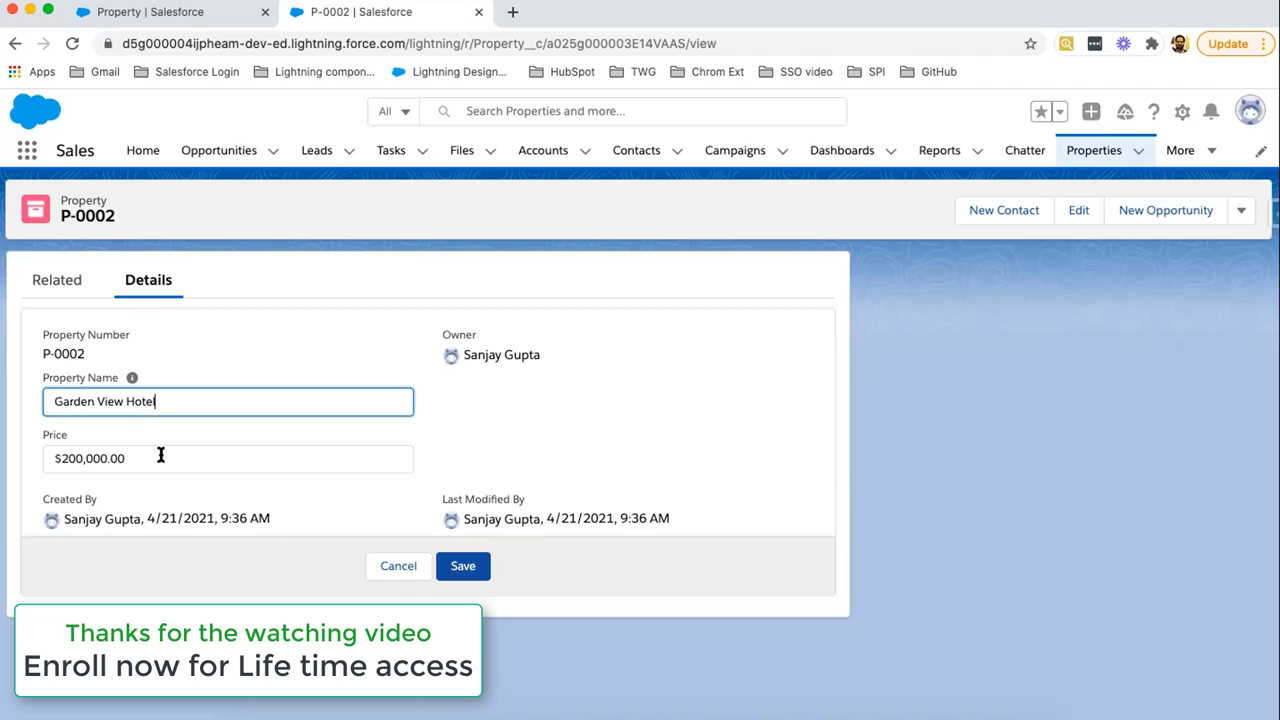 Property | Salesforce
P-0002 | Salesforce
d5g000004ijpheam-dev-ed.lightning.force.com/lightning/r/Property__c/a025g000003E14VAAS/view
Update
Apps Gmail Salesforce Login Lightning compon... Lightning Design... HubSpot TWG Chrom Ext SSO video SPI GitHub
All Search Properties and more...
Sales Home Opportunities Leads Tasks Files Accounts Contacts Campaigns Dashboards Reports Chatter Properties More
Property
P-0002
New Contact Edit New Opportunity
Related Details
Property Number
P-0002
Owner
Sanjay Gupta
Property Name
Garden View Hotel
Price
$200,000.00
Created By
Sanjay Gupta, 4/21/2021, 9:36 AM
Last Modified By
Sanjay Gupta, 4/21/2021, 9:36 AM
Cancel Save
Thanks for the watching video
Enroll now for Life time access